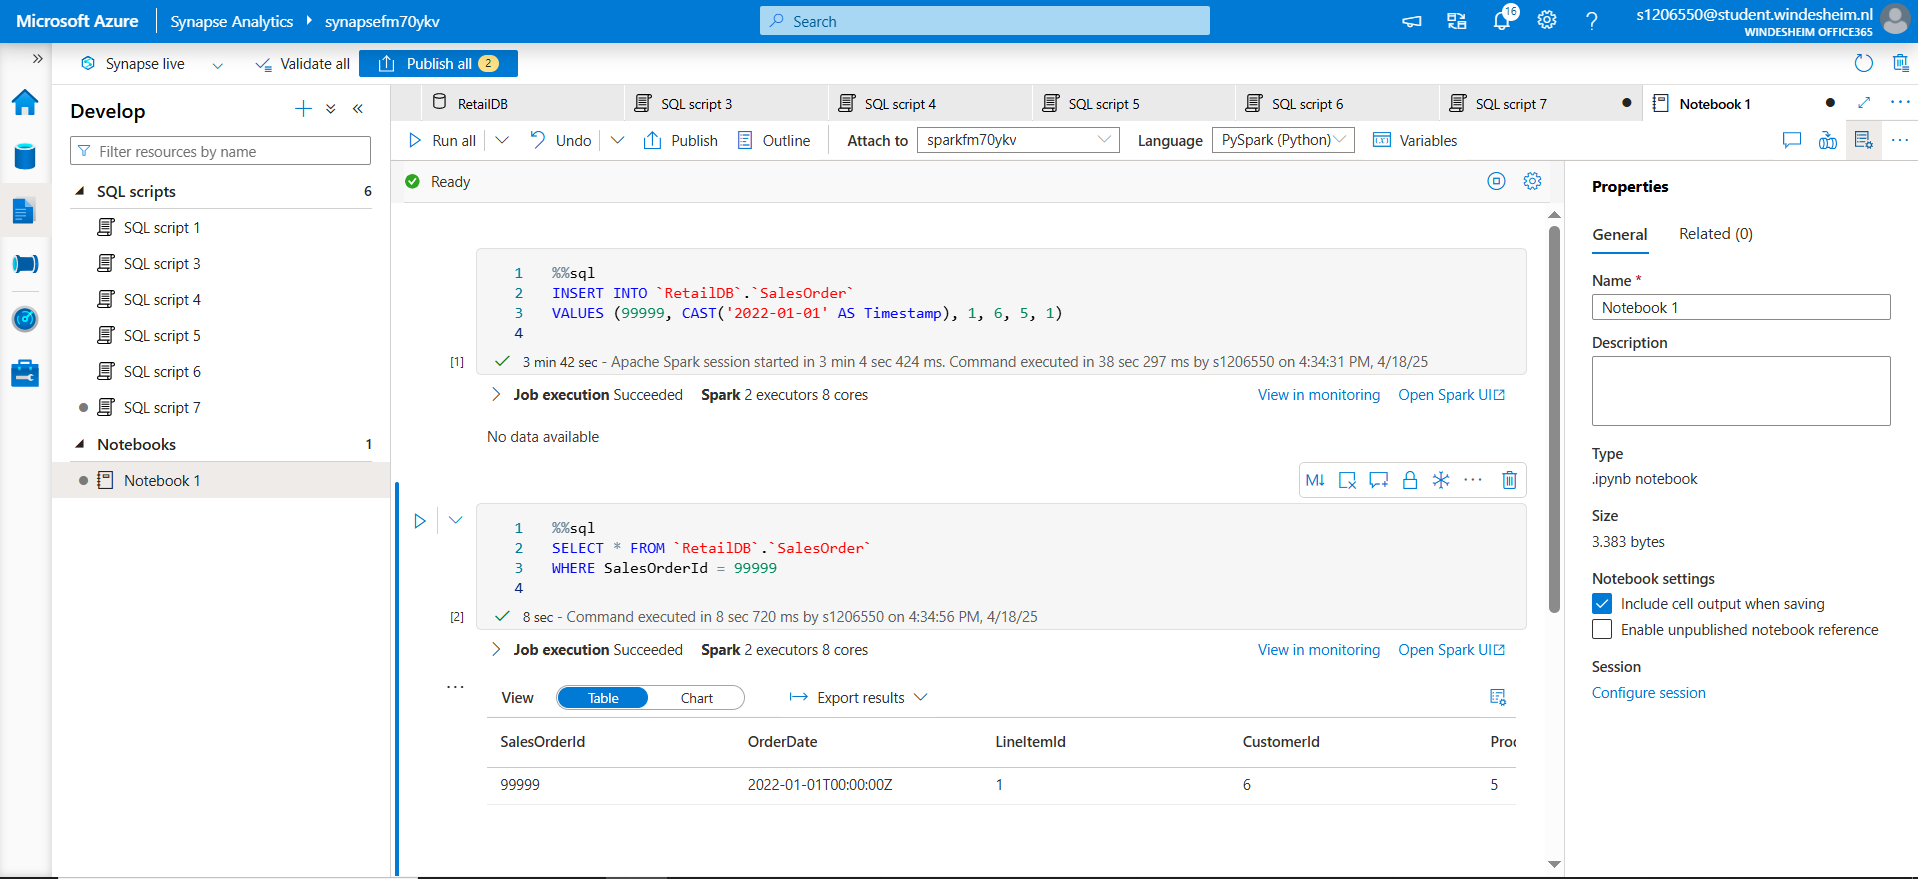 Microsoft Azure Synapse Analytics synapsefm70ykv Search 16 s1206550@student.windesheim.nl
WINDESHEIM OFFICE365
Synapse live Validate all Publish all 2
Develop
Filter resources by name
SQL scripts 6
SQL script 1
SQL script 3
SQL script 4
SQL script 5
SQL script 6
SQL script 7
Notebooks 1
Notebook 1
RetailDB SQL script 3 SQL script 4 SQL script 5 SQL script 6 SQL script 7 Notebook 1
Run all Undo Publish Outline Attach to sparkfm70ykv Language PySpark (Python) Variables
Ready
1 %%sql
2 INSERT INTO `RetailDB`.`SalesOrder`
3 VALUES (99999, CAST('2022-01-01' AS Timestamp), 1, 6, 5, 1)
4
[1] 3 min 42 sec - Apache Spark session started in 3 min 4 sec 424 ms. Command executed in 38 sec 297 ms by s1206550 on 4:34:31 PM, 4/18/25
Job execution Succeeded Spark 2 executors 8 cores View in monitoring Open Spark UI
No data available
M↓
1 %%sql
2 SELECT * FROM `RetailDB`.`SalesOrder`
3 WHERE SalesOrderId = 99999
4
[2] 8 sec - Command executed in 8 sec 720 ms by s1206550 on 4:34:56 PM, 4/18/25
Job execution Succeeded Spark 2 executors 8 cores View in monitoring Open Spark UI
View Table Chart Export results
SalesOrderId OrderDate LineItemId CustomerId Proc
99999 2022-01-01T00:00:00Z 1 6 5
Properties
General Related (0)
Name *
Notebook 1
Description
Type
.ipynb notebook
Size
3.383 bytes
Notebook settings
Include cell output when saving
Enable unpublished notebook reference
Session
Configure session